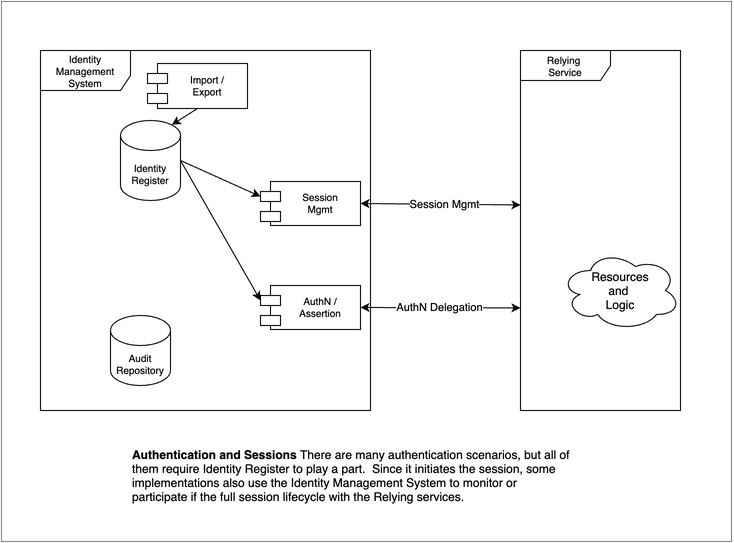 Identity
Management
System
Import /
Export
Identity
Register
Session
Mgmt
Session Mgmt
AuthN /
Assertion
AuthN Delegation
Audit
Repository
Relying
Service
Resources
and
Logic
Authentication and Sessions There are many authentication scenarios, but all of
them require Identity Register to play a part.  Since it initiates the session, some
implementations also use the Identity Management System to monitor or
participate if the full session lifecycle with the Relying services.